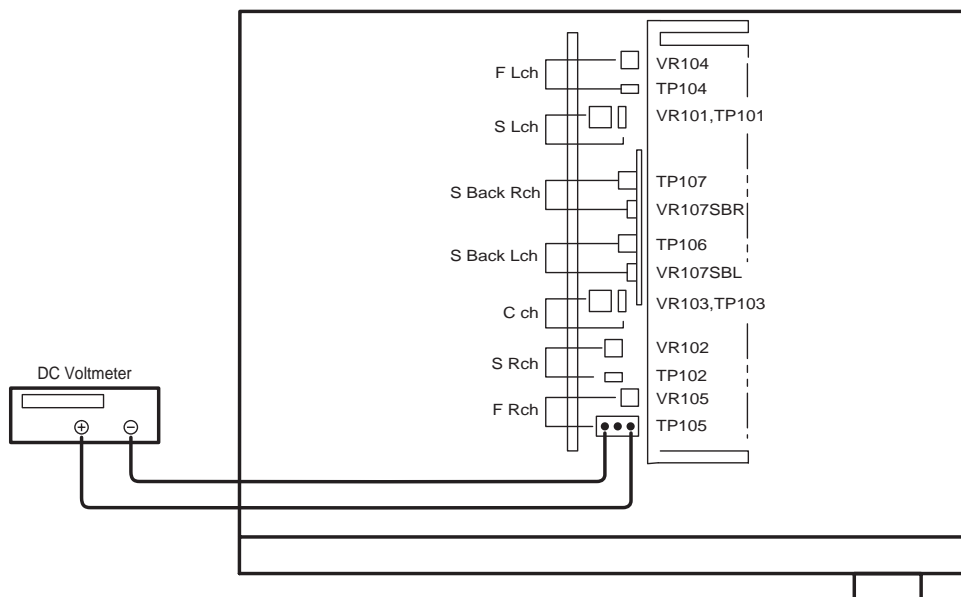 F Lch
VR104
TP104
S Lch
VR101,TP101
S Back Rch
TP107
VR107SBR
S Back Lch
TP106
VR107SBL
C ch
VR103,TP103
S Rch
VR102
TP102
F Rch
VR105
TP105
DC Voltmeter
+
−